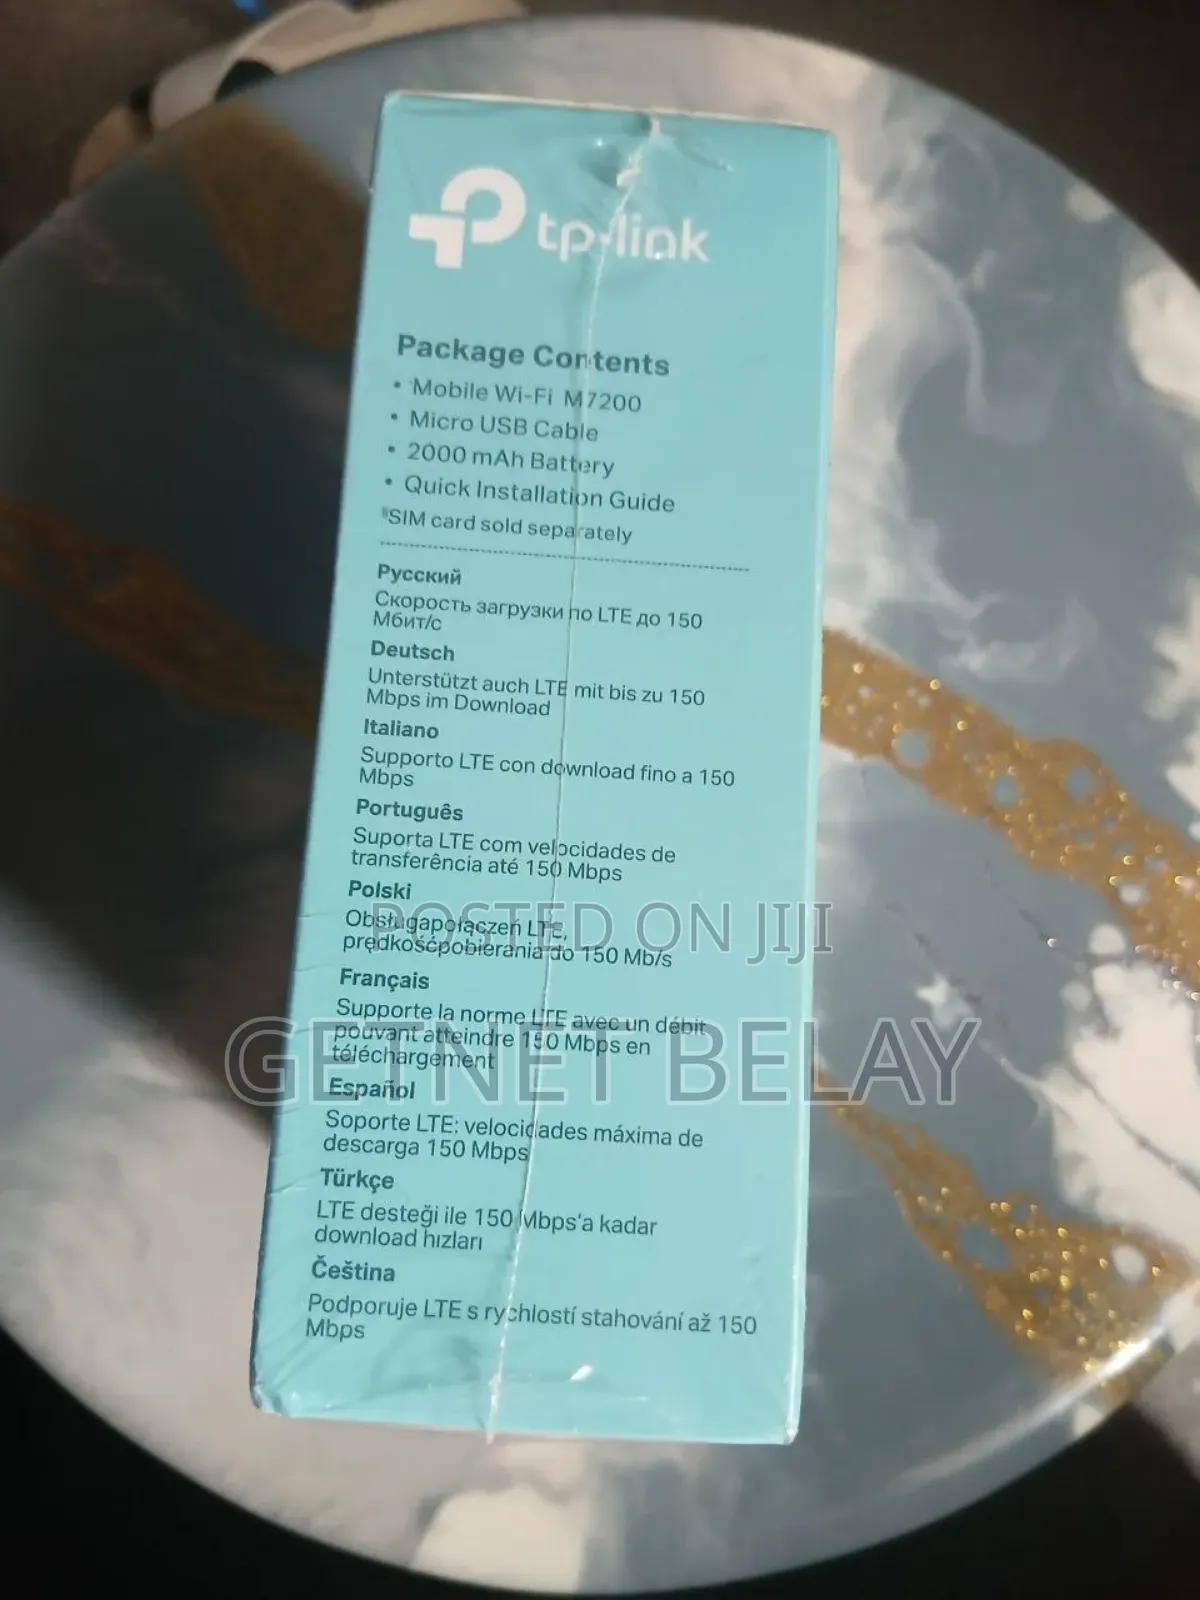 tp-link
Package Contents
• Mobile Wi-Fi M7200
• Micro USB Cable
• 2000 mAh Battery
• Quick Installation Guide
*SIM card sold separately
Русский
Скорость загрузки по LTE до 150
Мбит/с
Deutsch
Unterstützt auch LTE mit bis zu 150
Mbps im Download
Italiano
Supporto LTE con download fino a 150
Mbps
Português
Suporta LTE com velocidades de
transferência até 150 Mbps
Polski
Obsługapołączeń LTE,
prędkośćpobierania do 150 Mb/s
POSTED ON JIJI
Français
Supporte la norme LTE avec un débit
pouvant atteindre 150 Mbps en
téléchargement
GETNET BELAY
Español
Soporte LTE: velocidades máxima de
descarga 150 Mbps
Türkçe
LTE desteği ile 150 Mbps'a kadar
download hızları
Čeština
Podporuje LTE s rychlostí stahování až 150
Mbps